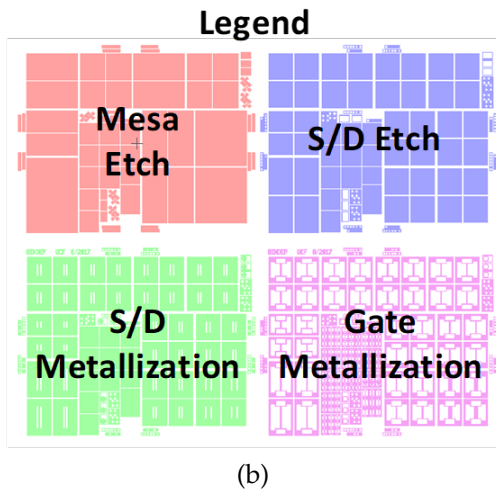 Legend
Mesa
Etch
S/D Etch
S/D
Metallization
Gate
Metallization
(b)